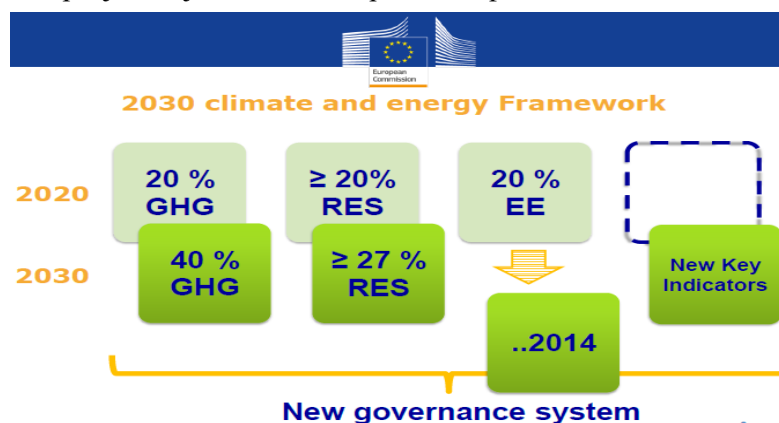 European
Commission
2030 climate and energy Framework
2020
20 %
GHG
≥ 20%
RES
20 %
EE
2030
40 %
GHG
≥ 27 %
RES
New Key
Indicators
..2014
New governance system